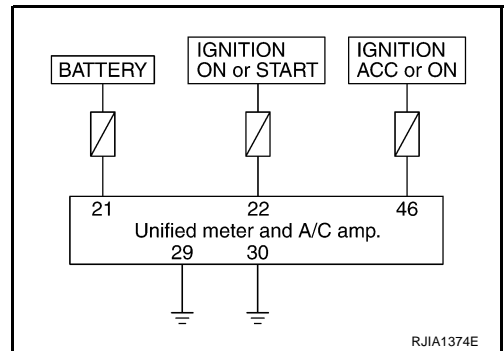 BATTERY
IGNITION
ON or START
IGNITION
ACC or ON
21 22 46
Unified meter and A/C amp.
29 30
RJIA1374E